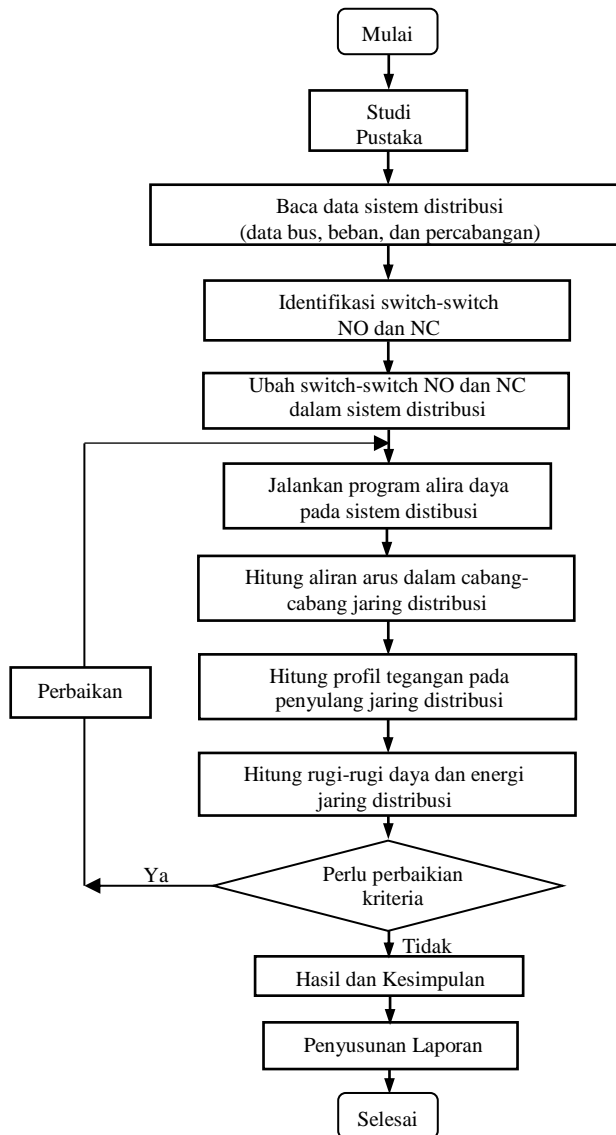 Mulai
Studi
Pustaka
Baca data sistem distribusi
(data bus, beban, dan percabangan)
Identifikasi switch-switch
NO dan NC
Ubah switch-switch NO dan NC
dalam sistem distribusi
Jalankan program alira daya
pada sistem distibusi
Hitung aliran arus dalam cabang-
cabang jaring distribusi
Hitung profil tegangan pada
penyulang jaring distribusi
Perbaikan
Hitung rugi-rugi daya dan energi
jaring distribusi
Perlu perbaikian
kriteria
Ya
Tidak
Hasil dan Kesimpulan
Penyusunan Laporan
Selesai